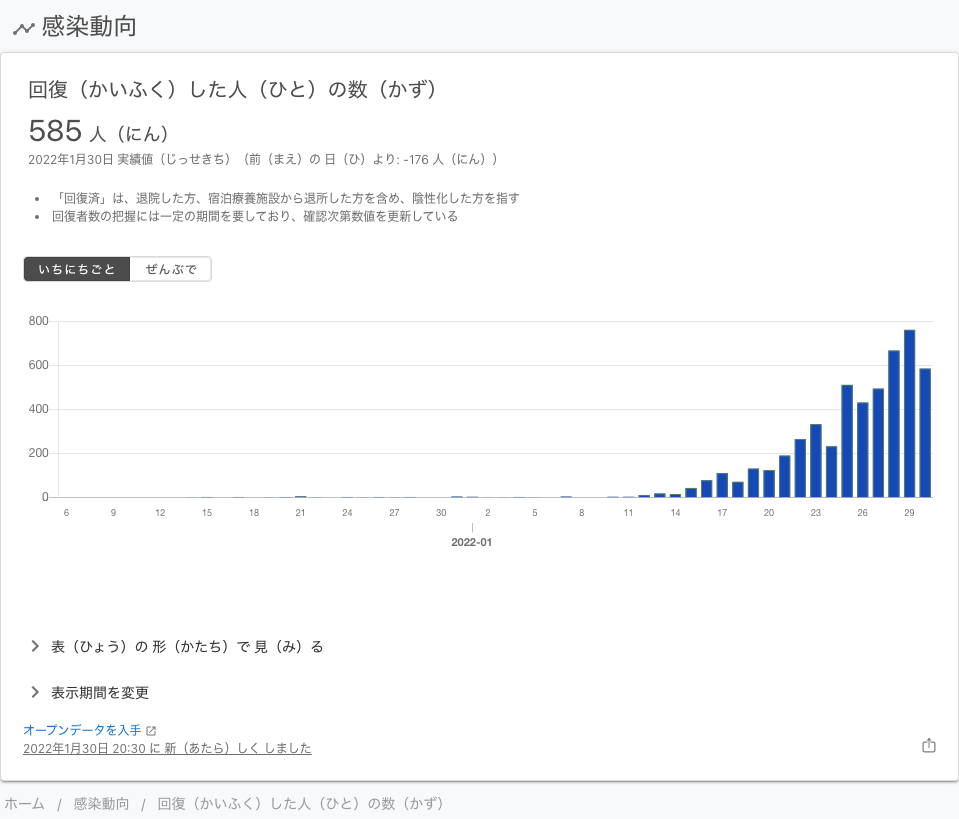 感染動向
回復（かいふく）した人（ひと）の数（かず）
585 人（にん）
2022年1月30日 実績値（じっせきち）（前（まえ）の 日（ひ）より: -176 人（にん））
「回復済」は、退院した方、宿泊療養施設から退所した方を含め、陰性化した方を指す
回復者数の把握には一定の期間を要しており、確認次第数値を更新している
いちにちごと ぜんぶで
800
600
400
200
0
6 9 12 15 18 21 24 27 30 2 5 8 11 14 17 20 23 26 29
2022-01
表（ひょう）の 形（かたち）で 見（み）る
表示期間を変更
オープンデータを入手
2022年1月30日 20:30 に 新（あたら）しく しました
ホーム / 感染動向 / 回復（かいふく）した人（ひと）の数（かず）